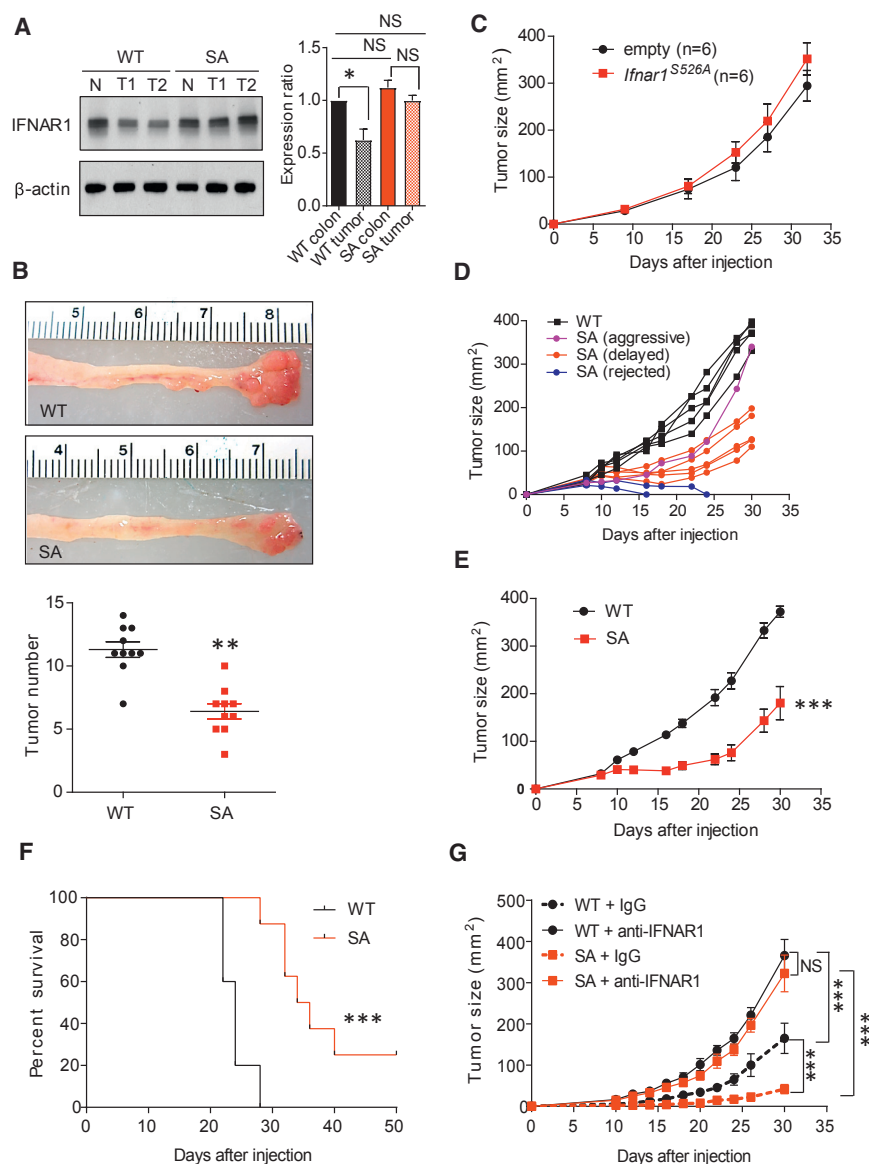 A
WT SA
N T1 T2 N T1 T2
IFNAR1
β-actin
NS
NS
NS
*
Expression ratio
1.5
1.0
0.5
0.0
WT colon
WT tumor
SA colon
SA tumor
B
5 6 7 8
WT
4 5 6 7
SA
Tumor number
15
10
5
0
**
WT SA
C
empty (n=6)
Ifnar1S526A (n=6)
Tumor size (mm2)
400
300
200
100
0
0 5 10 15 20 25 30 35
Days after injection
D
WT
SA (aggressive)
SA (delayed)
SA (rejected)
Tumor size (mm2)
400
300
200
100
0
0 5 10 15 20 25 30 35
Days after injection
E
WT
SA
Tumor size (mm2)
400
300
200
100
0
***
0 5 10 15 20 25 30 35
Days after injection
F
WT
SA
Percent survival
100
80
60
40
20
0
***
0 10 20 30 40 50
Days after injection
G
WT + IgG
WT + anti-IFNAR1
SA + IgG
SA + anti-IFNAR1
Tumor size (mm2)
500
400
300
200
100
0
NS
***
***
***
0 5 10 15 20 25 30 35
Days after injection